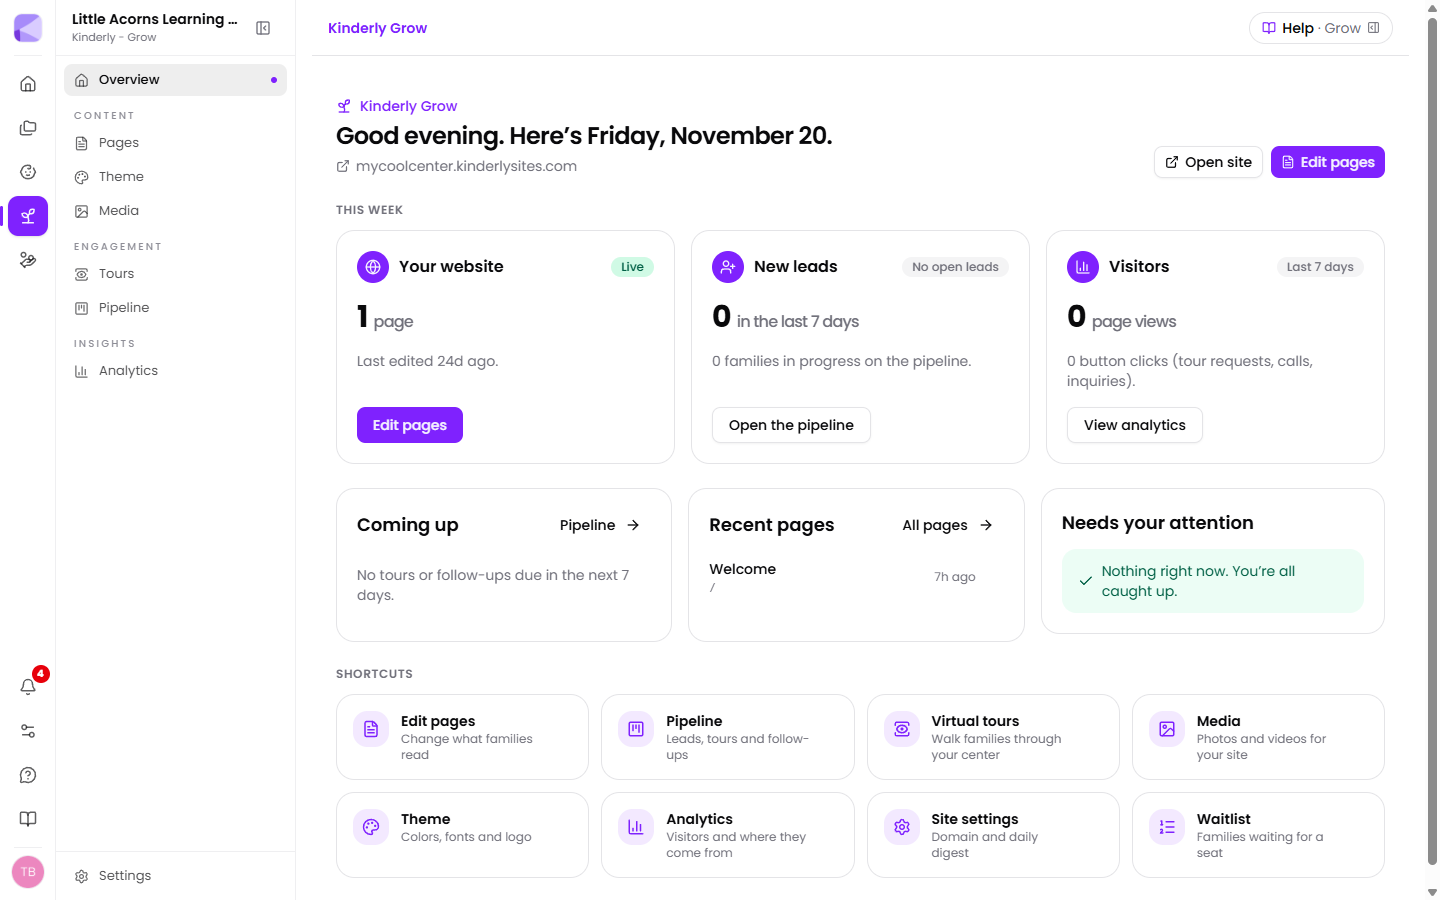 Little Acorns Learning ...
Kinderly - Grow
Overview
CONTENT
Pages
Theme
Media
ENGAGEMENT
Tours
Pipeline
INSIGHTS
Analytics
Settings
4
TB
Kinderly Grow
Help · Grow
Kinderly Grow
Good evening. Here’s Friday, November 20.
mycoolcenter.kinderlysites.com
Open site
Edit pages
THIS WEEK
Your website
Live
1 page
Last edited 24d ago.
Edit pages
New leads
No open leads
0 in the last 7 days
0 families in progress on the pipeline.
Open the pipeline
Visitors
Last 7 days
0 page views
0 button clicks (tour requests, calls,
inquiries).
View analytics
Coming up
Pipeline
No tours or follow-ups due in the next 7
days.
Recent pages
All pages
Welcome
/
7h ago
Needs your attention
Nothing right now. You’re all
caught up.
SHORTCUTS
Edit pages
Change what families
read
Pipeline
Leads, tours and follow-
ups
Virtual tours
Walk families through
your center
Media
Photos and videos for
your site
Theme
Colors, fonts and logo
Analytics
Visitors and where they
come from
Site settings
Domain and daily
digest
Waitlist
Families waiting for a
seat